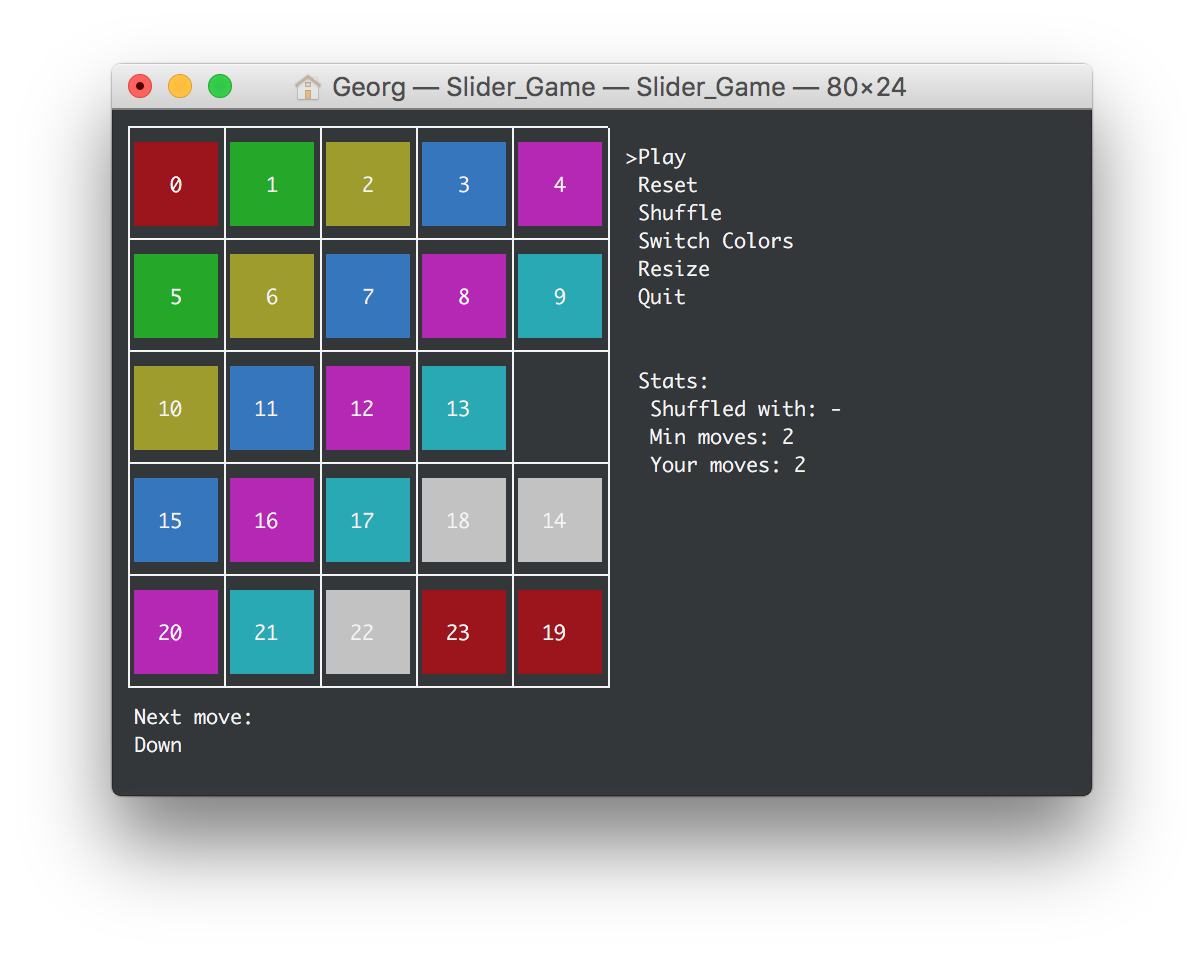 Georg — Slider_Game — Slider_Game — 80×24
0 1 2 3 4
5 6 7 8 9
10 11 12 13
15 16 17 18 14
20 21 22 23 19
>Play
Reset
Shuffle
Switch Colors
Resize
Quit
Stats:
Shuffled with: -
Min moves: 2
Your moves: 2
Next move:
Down